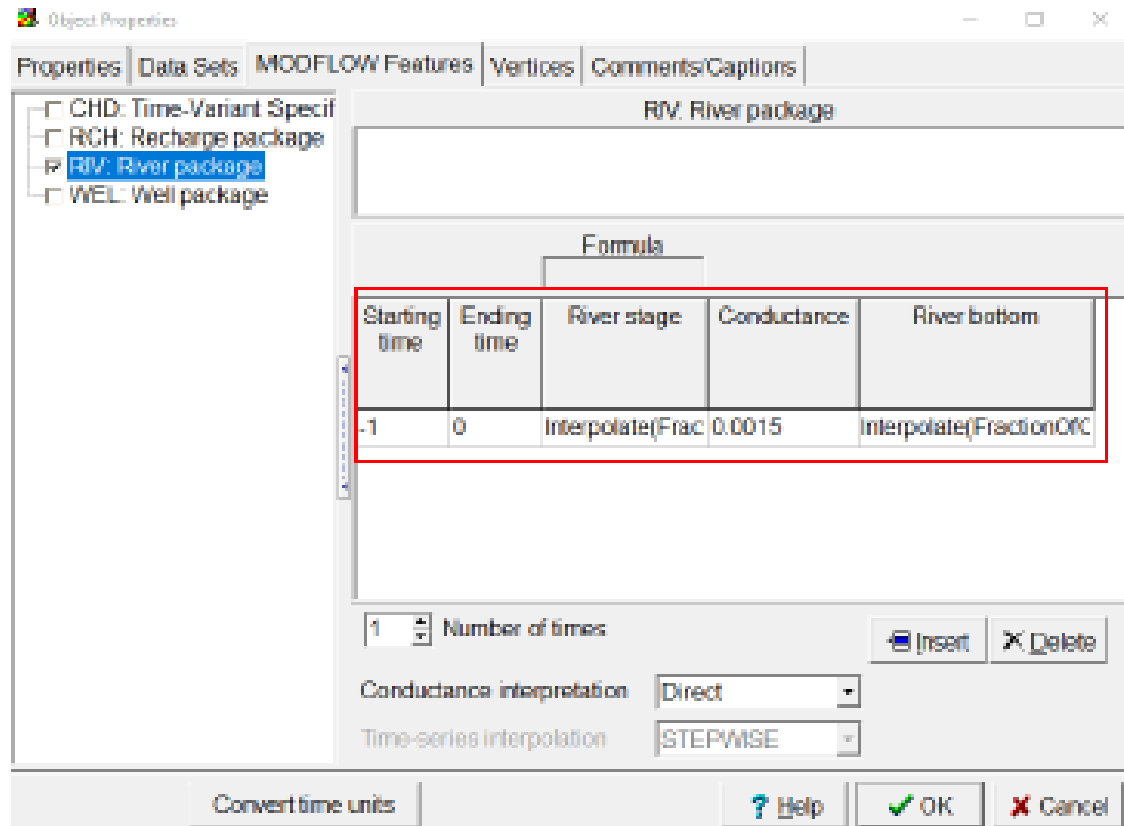 Object Properties
Properties Data Sets MODFLOW Features Vertices Comments/Captions
CHD: Time-Variant Specif
RCH: Recharge package
RIV: River package
WEL: Well package
RIV: River package
Formula
Starting time Ending time River stage Conductance River bottom
-1 0 Interpolate(Frac 0.0015 Interpolate(FractionOfO
1 Number of times
Insert Delete
Conductance interpretation Direct
Time-series interpolation STEPWISE
Convert time units ? Help OK Cancel